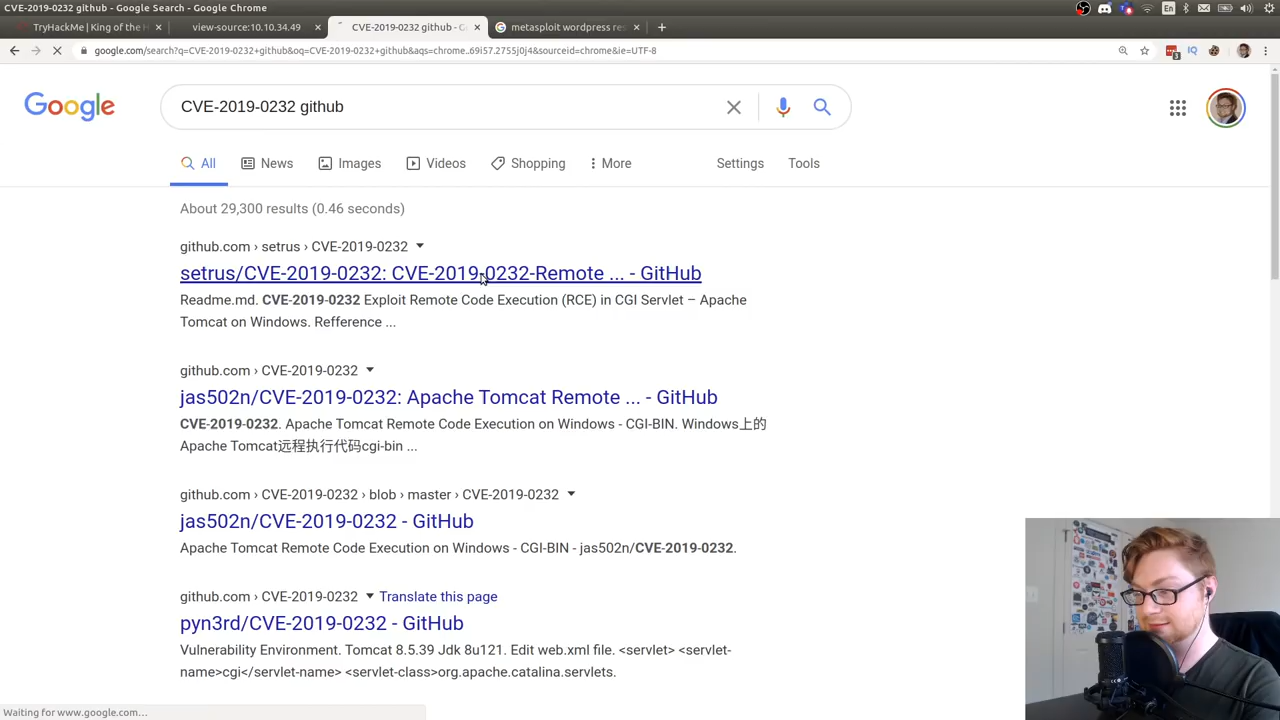 CVE-2019-0232 github - Google Search - Google Chrome
En
TryHackMe | King of the H
view-source:10.10.34.49
CVE-2019-0232 github - G
metasploit wordpress res
google.com/search?q=CVE-2019-0232+github&oq=CVE-2019-0232+github&aqs=chrome..69i57.2755j0j4&sourceid=chrome&ie=UTF-8
3
IQ
Google
CVE-2019-0232 github
All
News
Images
Videos
Shopping
More
Settings
Tools
About 29,300 results (0.46 seconds)
github.com › setrus › CVE-2019-0232
setrus/CVE-2019-0232: CVE-2019-0232-Remote ... - GitHub
Readme.md. CVE-2019-0232 Exploit Remote Code Execution (RCE) in CGI Servlet – Apache
Tomcat on Windows. Refference ...
github.com › CVE-2019-0232
jas502n/CVE-2019-0232: Apache Tomcat Remote ... - GitHub
CVE-2019-0232. Apache Tomcat Remote Code Execution on Windows - CGI-BIN. Windows上的
Apache Tomcat远程执行代码cgi-bin ...
github.com › CVE-2019-0232 › blob › master › CVE-2019-0232
jas502n/CVE-2019-0232 - GitHub
Apache Tomcat Remote Code Execution on Windows - CGI-BIN - jas502n/CVE-2019-0232.
github.com › CVE-2019-0232 Translate this page
pyn3rd/CVE-2019-0232 - GitHub
Vulnerability Environment. Tomcat 8.5.39 Jdk 8u121. Edit web.xml file. <servlet> <servlet-
name>cgi</servlet-name> <servlet-class>org.apache.catalina.servlets.
Waiting for www.google.com...